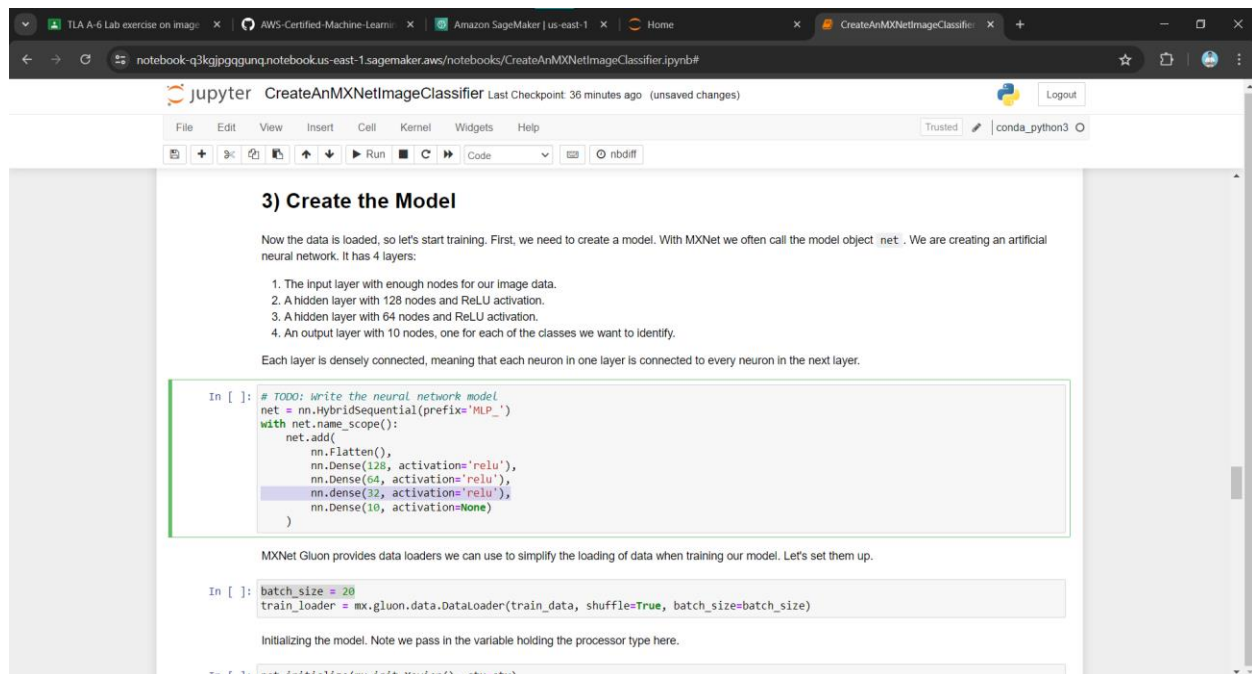 TLA A-6 Lab exercise on image
AWS-Certified-Machine-Learnin
Amazon SageMaker | us-east-1
Home
CreateAnMXNetImageClassifier
notebook-q3kgjpgqgunq.notebook.us-east-1.sagemaker.aws/notebooks/CreateAnMXNetImageClassifier.ipynb#
jupyter CreateAnMXNetImageClassifier Last Checkpoint: 36 minutes ago (unsaved changes)
Logout
File Edit View Insert Cell Kernel Widgets Help
Trusted conda_python3
Run Code nbdiff
3) Create the Model
Now the data is loaded, so let's start training. First, we need to create a model. With MXNet we often call the model object net . We are creating an artificial
neural network. It has 4 layers:
1. The input layer with enough nodes for our image data.
2. A hidden layer with 128 nodes and ReLU activation.
3. A hidden layer with 64 nodes and ReLU activation.
4. An output layer with 10 nodes, one for each of the classes we want to identify.
Each layer is densely connected, meaning that each neuron in one layer is connected to every neuron in the next layer.
In [ ]: # TODO: Write the neural network model
net = nn.HybridSequential(prefix='MLP_')
with net.name_scope():
net.add(
nn.Flatten(),
nn.Dense(128, activation='relu'),
nn.Dense(64, activation='relu'),
nn.dense(32, activation='relu'),
nn.Dense(10, activation=None)
)
MXNet Gluon provides data loaders we can use to simplify the loading of data when training our model. Let's set them up.
In [ ]: batch_size = 20
train_loader = mx.gluon.data.DataLoader(train_data, shuffle=True, batch_size=batch_size)
Initializing the model. Note we pass in the variable holding the processor type here.